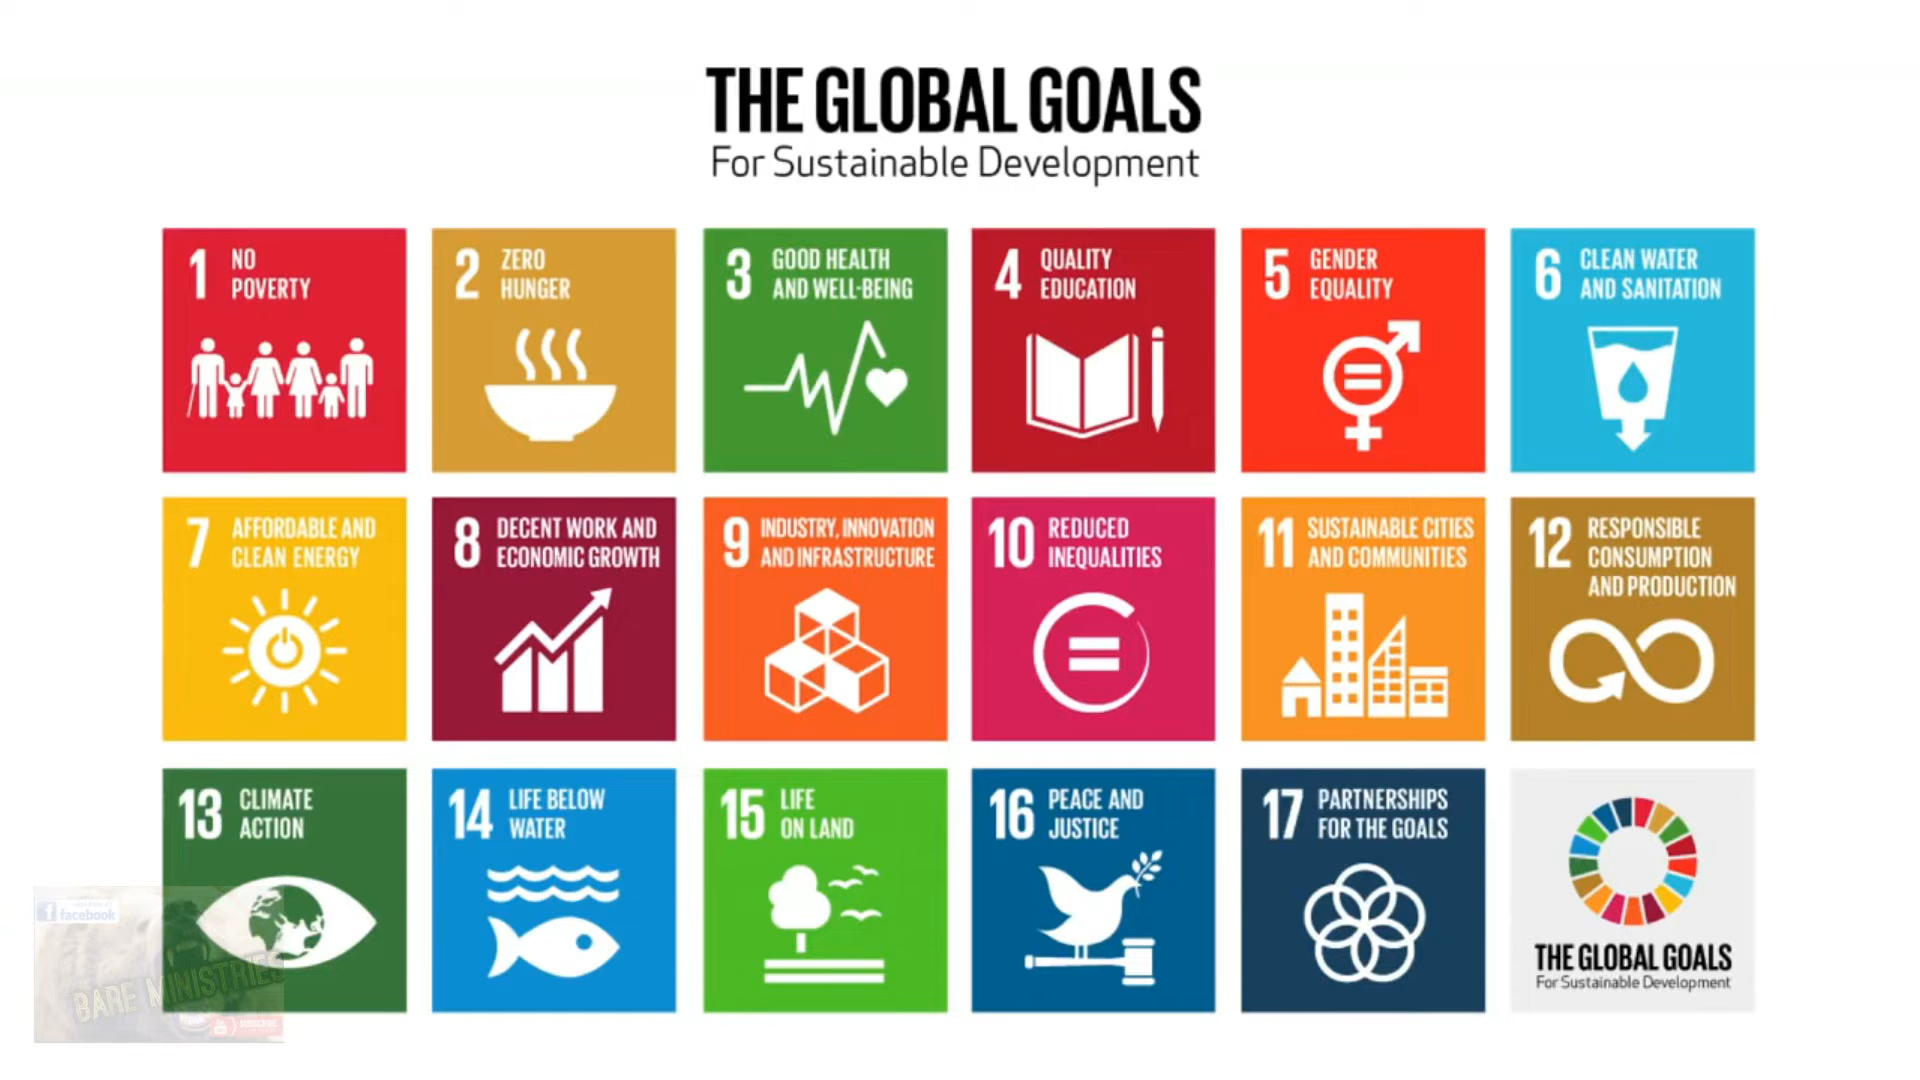 THE GLOBAL GOALS
For Sustainable Development
1 NO
POVERTY
2 ZERO
HUNGER
3 GOOD HEALTH
AND WELL-BEING
4 QUALITY
EDUCATION
5 GENDER
EQUALITY
6 CLEAN WATER
AND SANITATION
7 AFFORDABLE AND
CLEAN ENERGY
8 DECENT WORK AND
ECONOMIC GROWTH
9 INDUSTRY, INNOVATION
AND INFRASTRUCTURE
10 REDUCED
INEQUALITIES
11 SUSTAINABLE CITIES
AND COMMUNITIES
12 RESPONSIBLE
CONSUMPTION
AND PRODUCTION
13 CLIMATE
ACTION
14 LIFE BELOW
WATER
15 LIFE
ON LAND
16 PEACE AND
JUSTICE
17 PARTNERSHIPS
FOR THE GOALS
THE GLOBAL GOALS
For Sustainable Development
facebook
BARE MINISTRIES
SUBSCRIBE